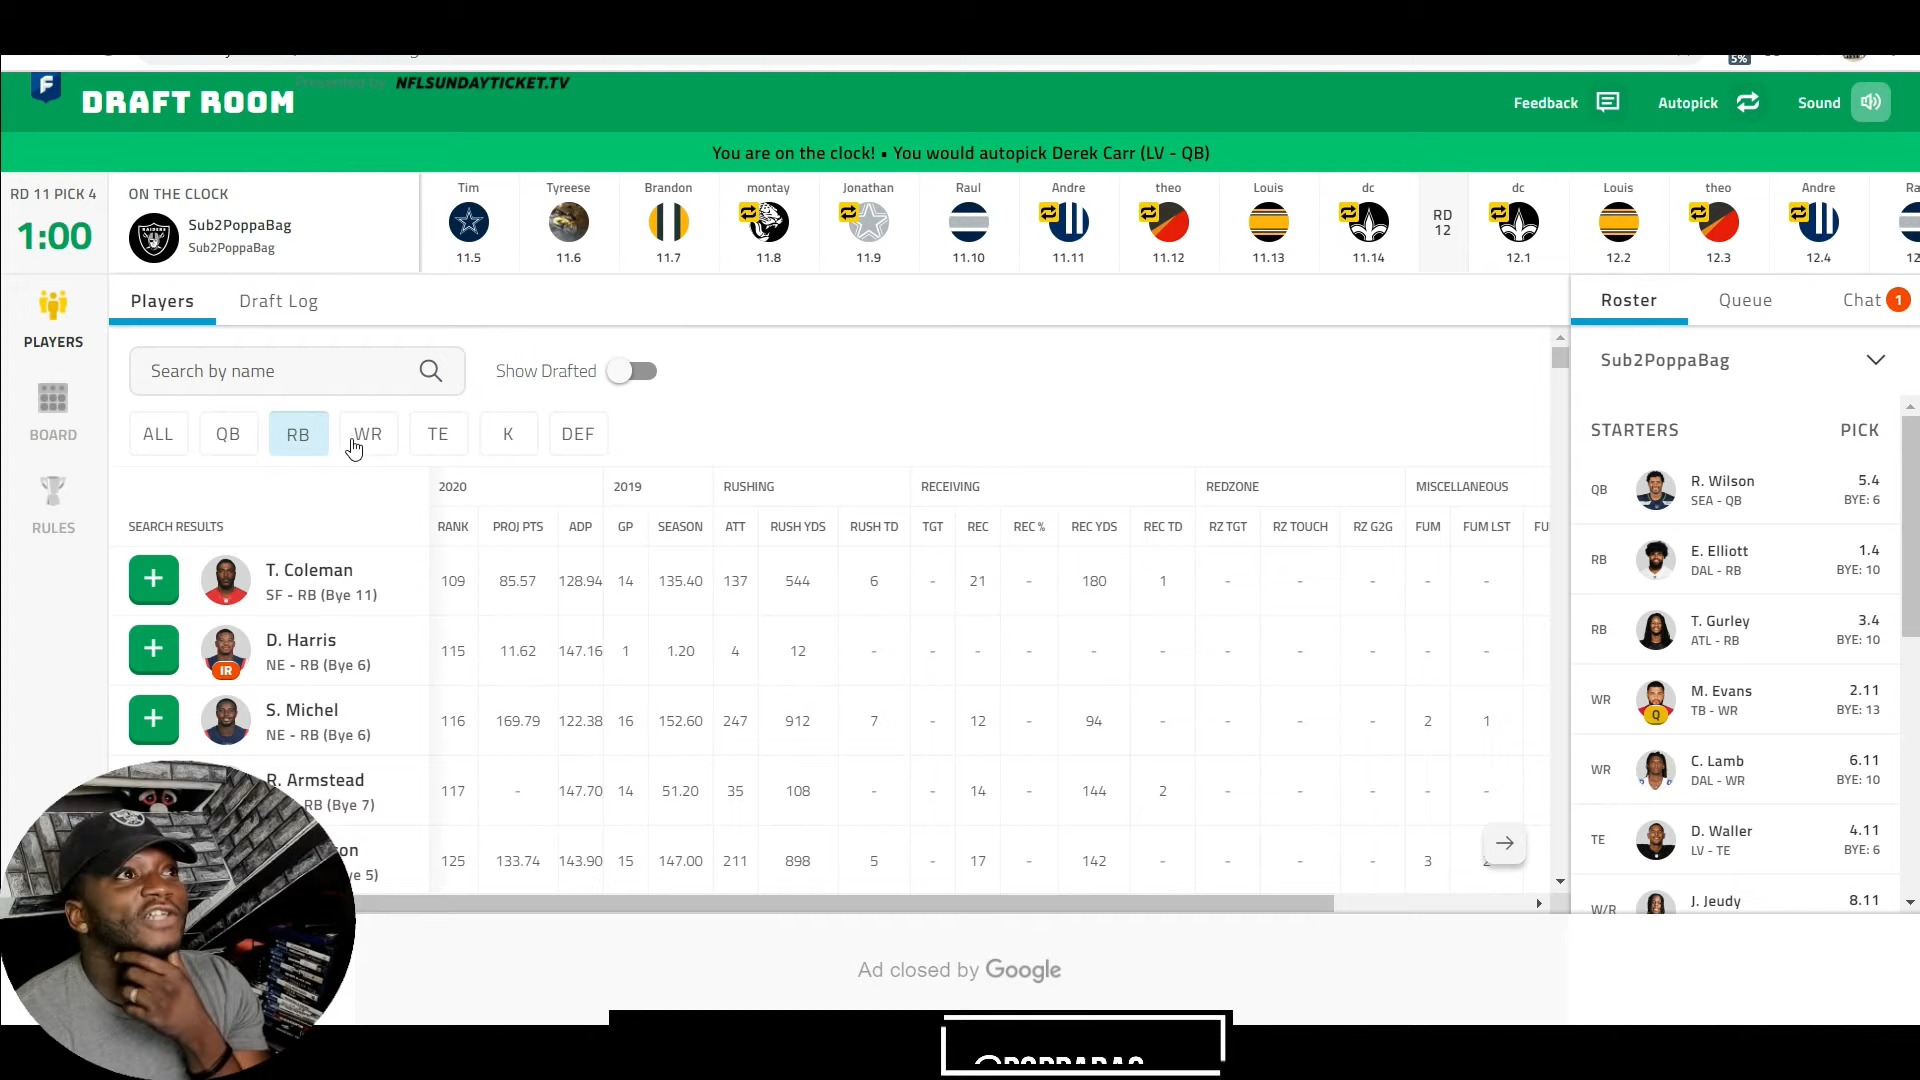 5%
Presented by NFLSUNDAYTICKET.TV
DRAFT ROOM
Feedback
Autopick
Sound
You are on the clock! • You would autopick Derek Carr (LV - QB)
RD 11 PICK 4
1:00
ON THE CLOCK
Sub2PoppaBag
Sub2PoppaBag
Tim Tyreese Brandon montay Jonathan Raul Andre theo Louis dc dc Louis theo Andre
RD
12
11.5 11.6 11.7 11.8 11.9 11.10 11.11 11.12 11.13 11.14 12.1 12.2 12.3 12.4
PLAYERS
BOARD
RULES
Players Draft Log
Search by name
Show Drafted
ALL QB RB WR TE K DEF
2020 2019 RUSHING RECEIVING REDZONE MISCELLANEOUS
SEARCH RESULTS RANK PROJ PTS ADP GP SEASON ATT RUSH YDS RUSH TD TGT REC REC % REC YDS REC TD RZ TGT RZ TOUCH RZ G2G FUM FUM LST FU
T. Coleman
SF - RB (Bye 11)
109 85.57 128.94 14 135.40 137 544 6 - 21 - 180 1 - - - - -
D. Harris
NE - RB (Bye 6)
IR
115 11.62 147.16 1 1.20 4 12 - - - - - - - - - - -
S. Michel
NE - RB (Bye 6)
116 169.79 122.38 16 152.60 247 912 7 - 12 - 94 - - - - 2 1
R. Armstead
RB (Bye 7)
117 - 147.70 14 51.20 35 108 - - 14 - 144 2 - - - - -
on
ye 5)
125 133.74 143.90 15 147.00 211 898 5 - 17 - 142 - - - - 3
Roster Queue Chat 1
Sub2PoppaBag
STARTERS PICK
QB R. Wilson 5.4
SEA - QB BYE: 6
RB E. Elliott 1.4
DAL - RB BYE: 10
RB T. Gurley 3.4
ATL - RB BYE: 10
WR M. Evans 2.11
Q TB - WR BYE: 13
WR C. Lamb 6.11
DAL - WR BYE: 10
TE D. Waller 4.11
LV - TE BYE: 6
W/R J. Jeudy 8.11
Ad closed by Google
@POPPABAG